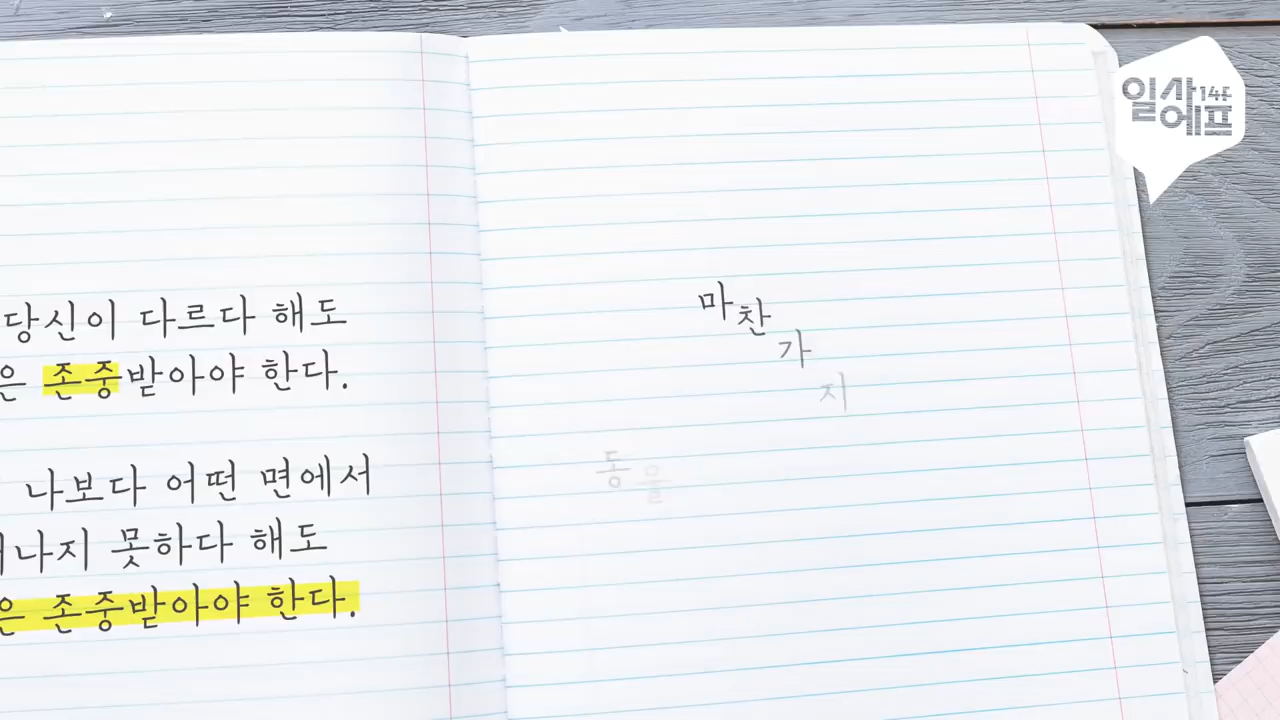 당신이 다르다 해도
은 존중받아야 한다.
나보다 어떤 면에서
나지 못하다 해도
은 존중받아야 한다.
마찬가지
동물
일사에프
14F